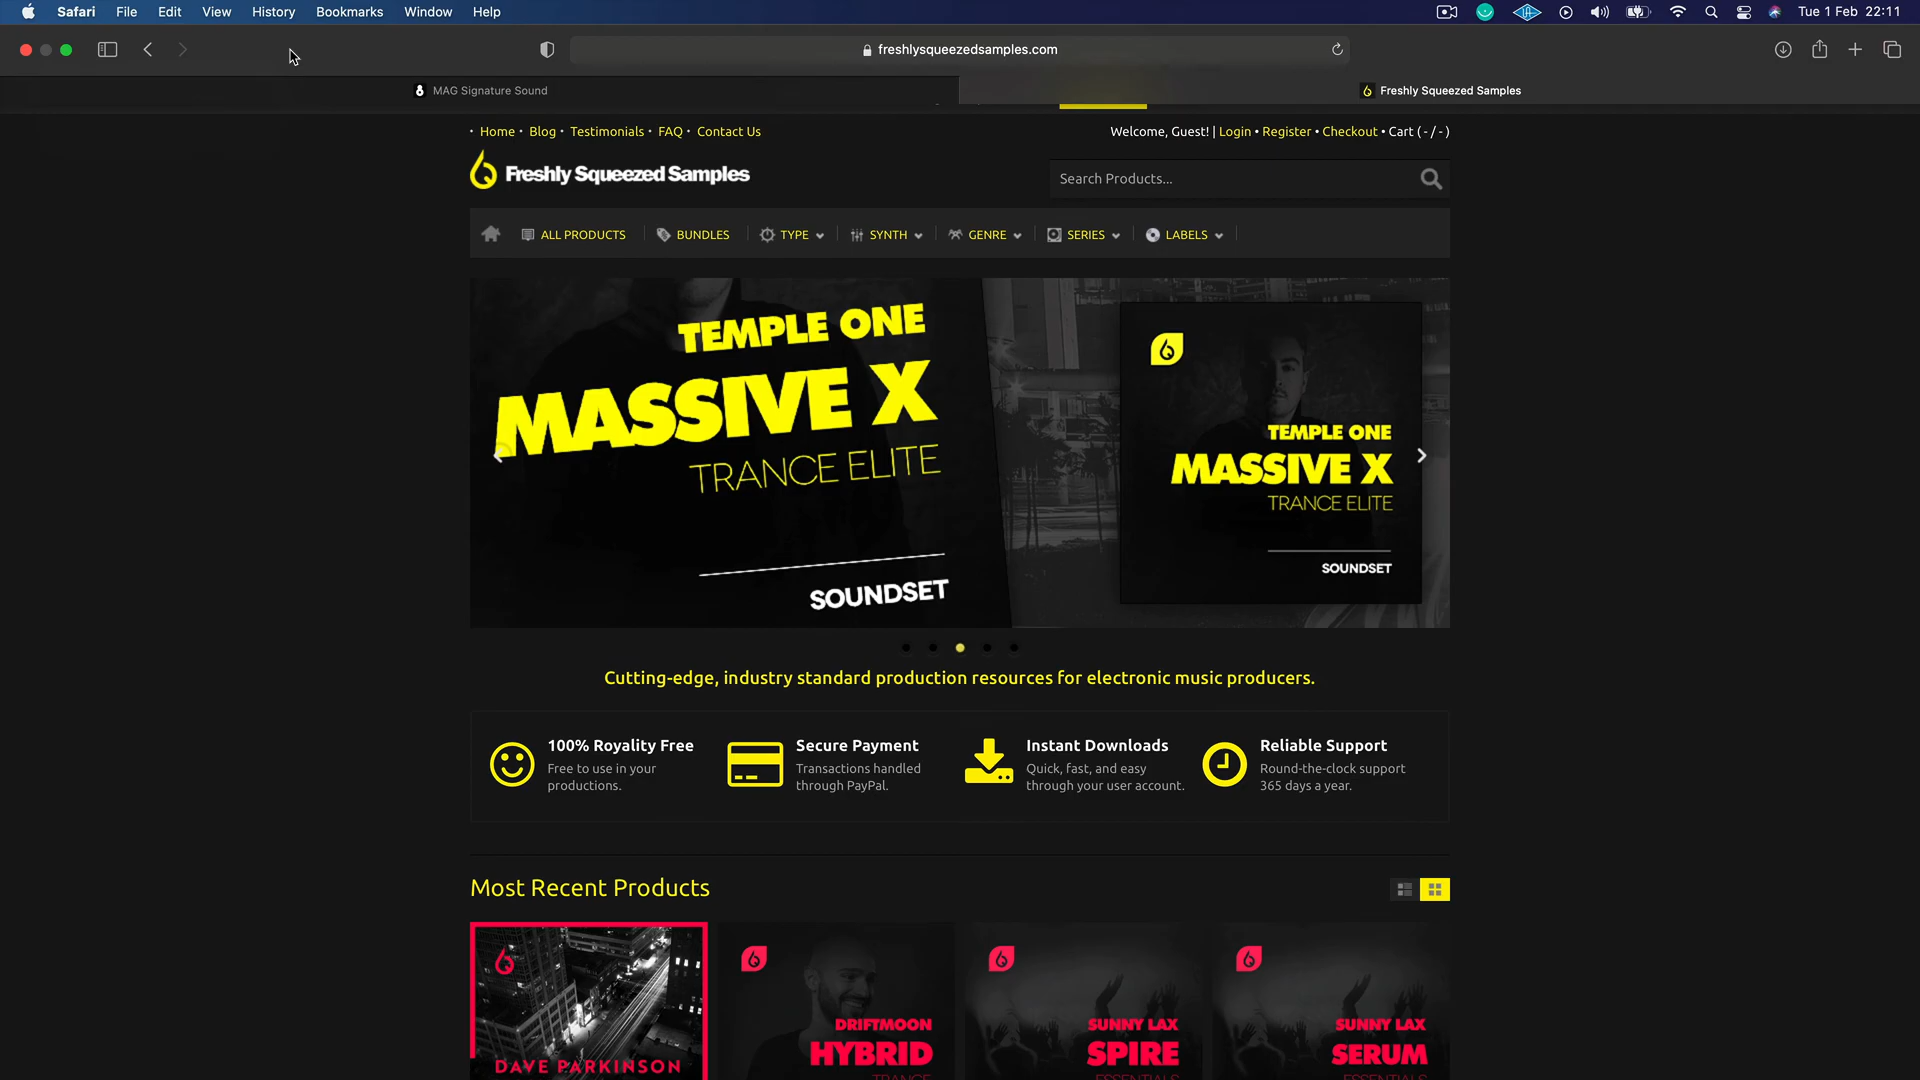 Safari File Edit View History Bookmarks Window Help Tue 1 Feb 22:11
freshlysqueezedsamples.com
MAG Signature Sound Freshly Squeezed Samples
• Home • Blog • Testimonials • FAQ • Contact Us Welcome, Guest! | Login • Register • Checkout • Cart ( - / - )
Freshly Squeezed Samples
Search Products...
ALL PRODUCTS BUNDLES TYPE SYNTH GENRE SERIES LABELS
TEMPLE ONE
MASSIVE X
TRANCE ELITE
SOUNDSET
TEMPLE ONE
MASSIVE X
TRANCE ELITE
SOUNDSET
Cutting-edge, industry standard production resources for electronic music producers.
100% Royality Free
Free to use in your
productions.
Secure Payment
Transactions handled
through PayPal.
Instant Downloads
Quick, fast, and easy
through your user account.
Reliable Support
Round-the-clock support
365 days a year.
Most Recent Products
DAVE PARKINSON
DRIFTMOON
HYBRID
TRANCE
SUNNY LAX
SPIRE
ESSENTIALS
SUNNY LAX
SERUM
ESSENTIALS